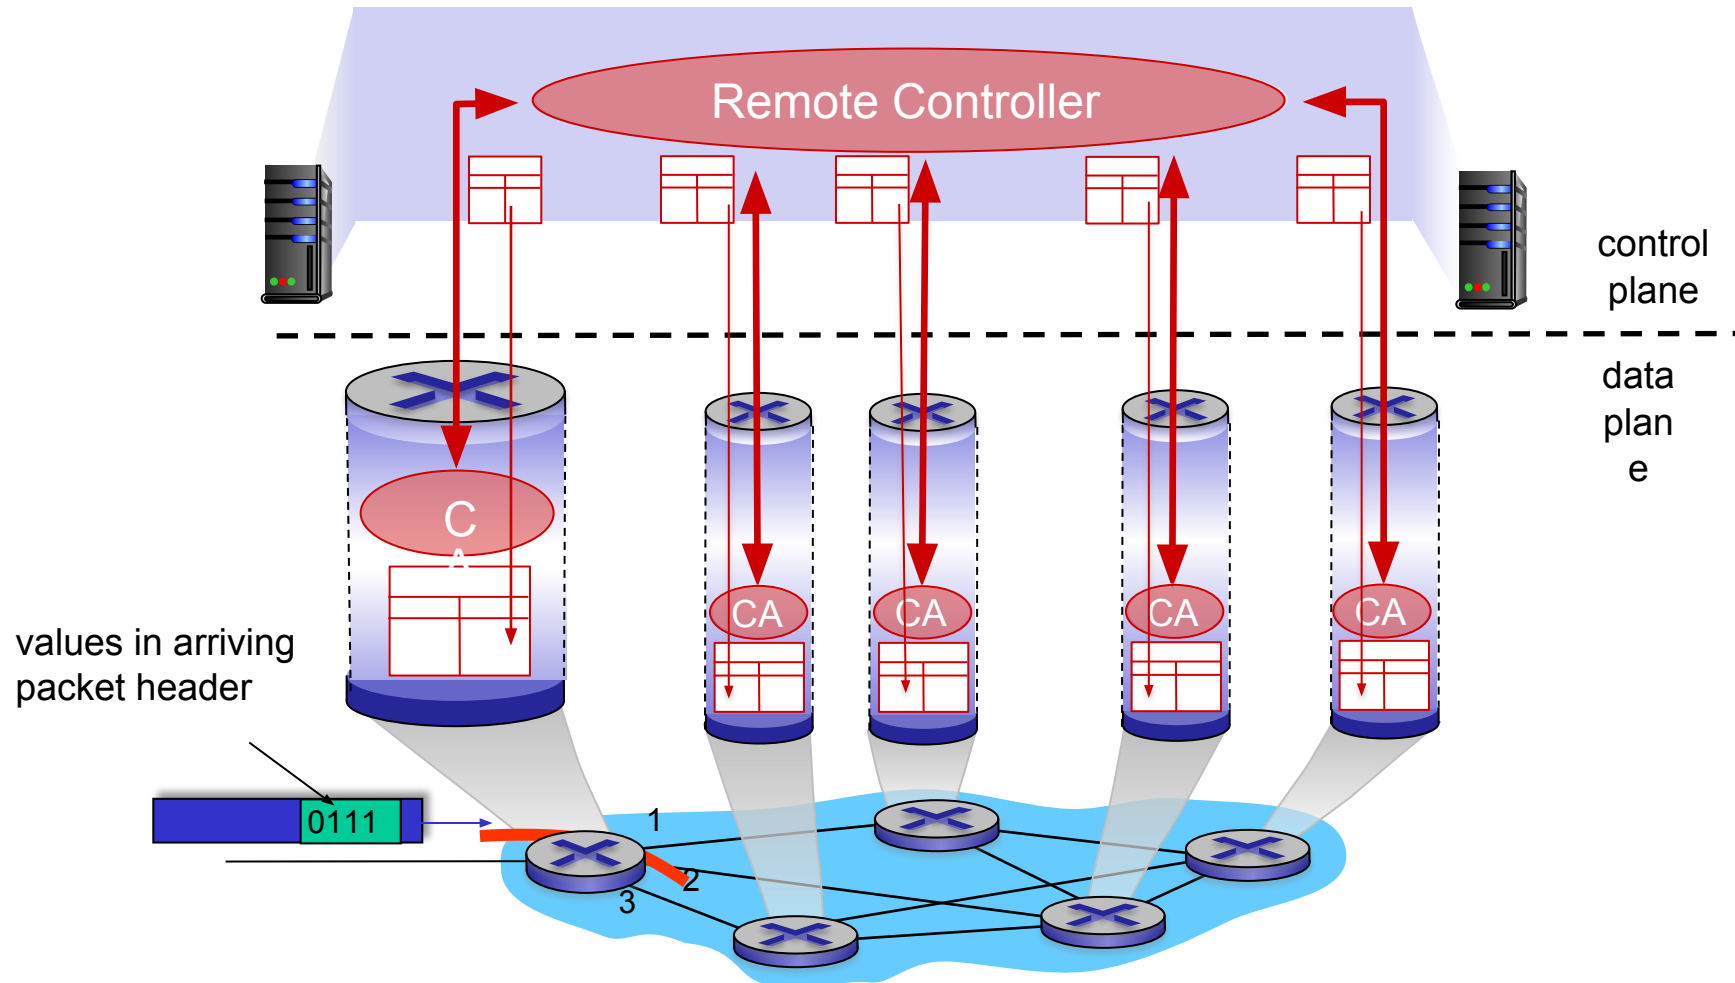 Remote Controller
control
plane
data
plan
e
C
A
CA
CA
CA
CA
values in arriving
packet header
0111
1
2
3